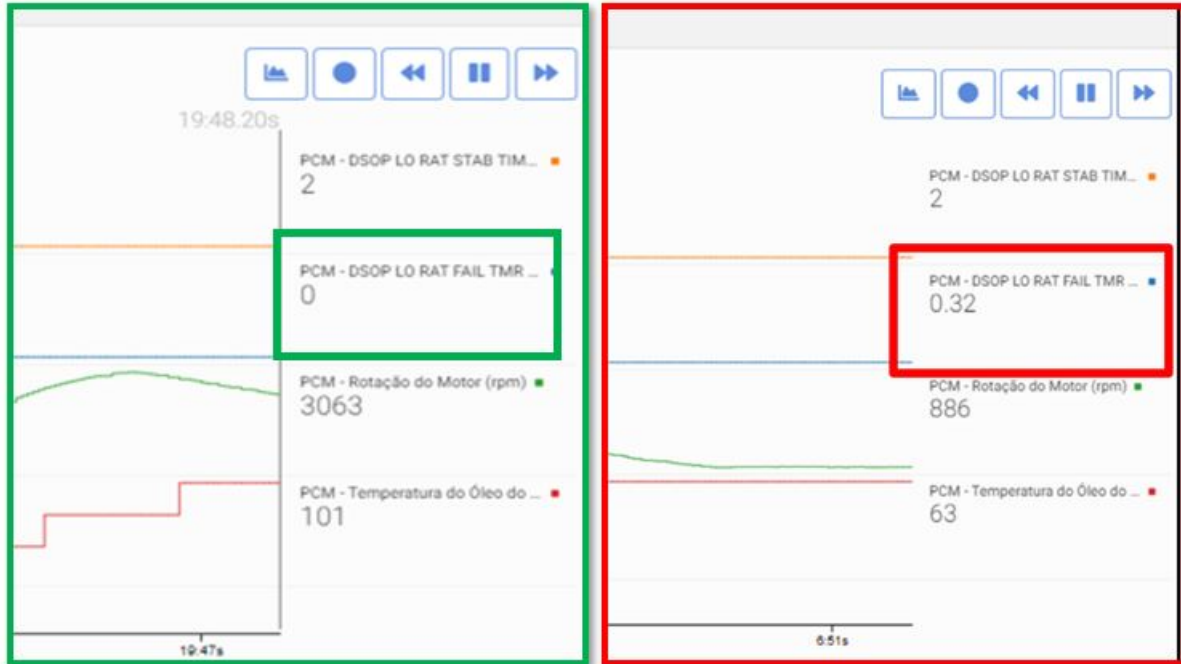 19:48.20s
PCM - DSOP LO RAT STAB TIM...
2
PCM - DSOP LO RAT FAIL TMR ...
0
PCM - Rotação do Motor (rpm)
3063
PCM - Temperatura do Óleo do ...
101
19:47s
PCM - DSOP LO RAT STAB TIM...
2
PCM - DSOP LO RAT FAIL TMR ...
0.32
PCM - Rotação do Motor (rpm)
886
PCM - Temperatura do Óleo do ...
63
6:51s